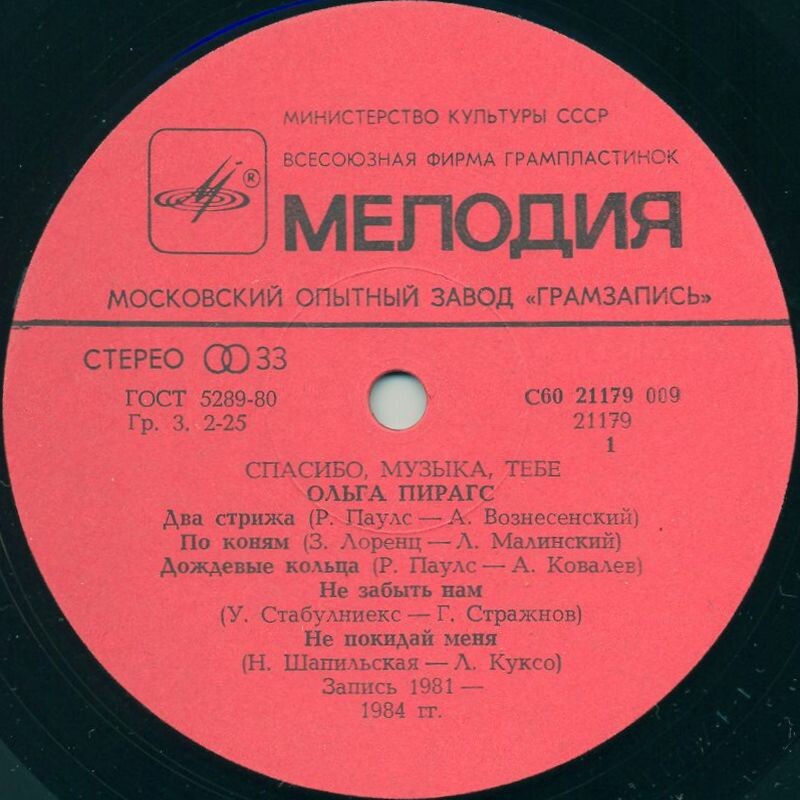 МИНИСТЕРСТВО КУЛЬТУРЫ СССР
ВСЕСОЮЗНАЯ ФИРМА ГРАМПЛАСТИНОК
®
МЕЛОДИЯ
МОСКОВСКИЙ ОПЫТНЫЙ ЗАВОД «ГРАМЗАПИСЬ»
СТЕРЕО 33
ГОСТ 5289-80
Гр. 3. 2-25
С60 21179 009
21179
1
СПАСИБО, МУЗЫКА, ТЕБЕ
ОЛЬГА ПИРАГС
Два стрижа (Р. Паулс — А. Вознесенский)
По коням (З. Лоренц — Л. Малинский)
Дождевые кольца (Р. Паулс — А. Ковалев)
Не забыть нам
(У. Стабулниекс — Г. Стражнов)
Не покидай меня
(Н. Шапильская — Л. Куксо)
Запись 1981 —
1984 гг.